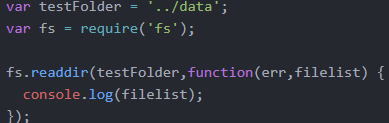 var testFolder = '../data';
var fs = require('fs');

fs.readdir(testFolder,function(err,filelist) {
  console.log(filelist);
});